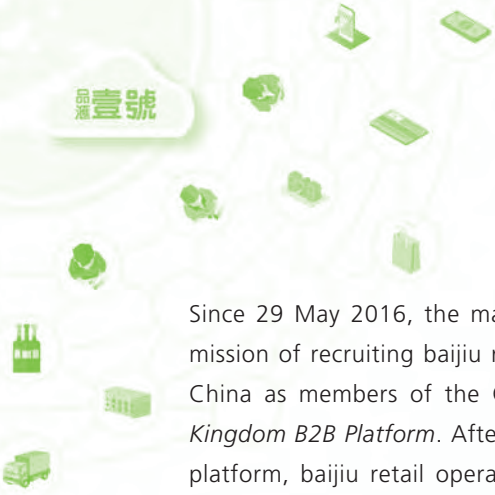 品
滙壹號
Since 29 May 2016, the ma
mission of recruiting baijiu r
China as members of the
Kingdom B2B Platform. Afte
platform, baijiu retail opera